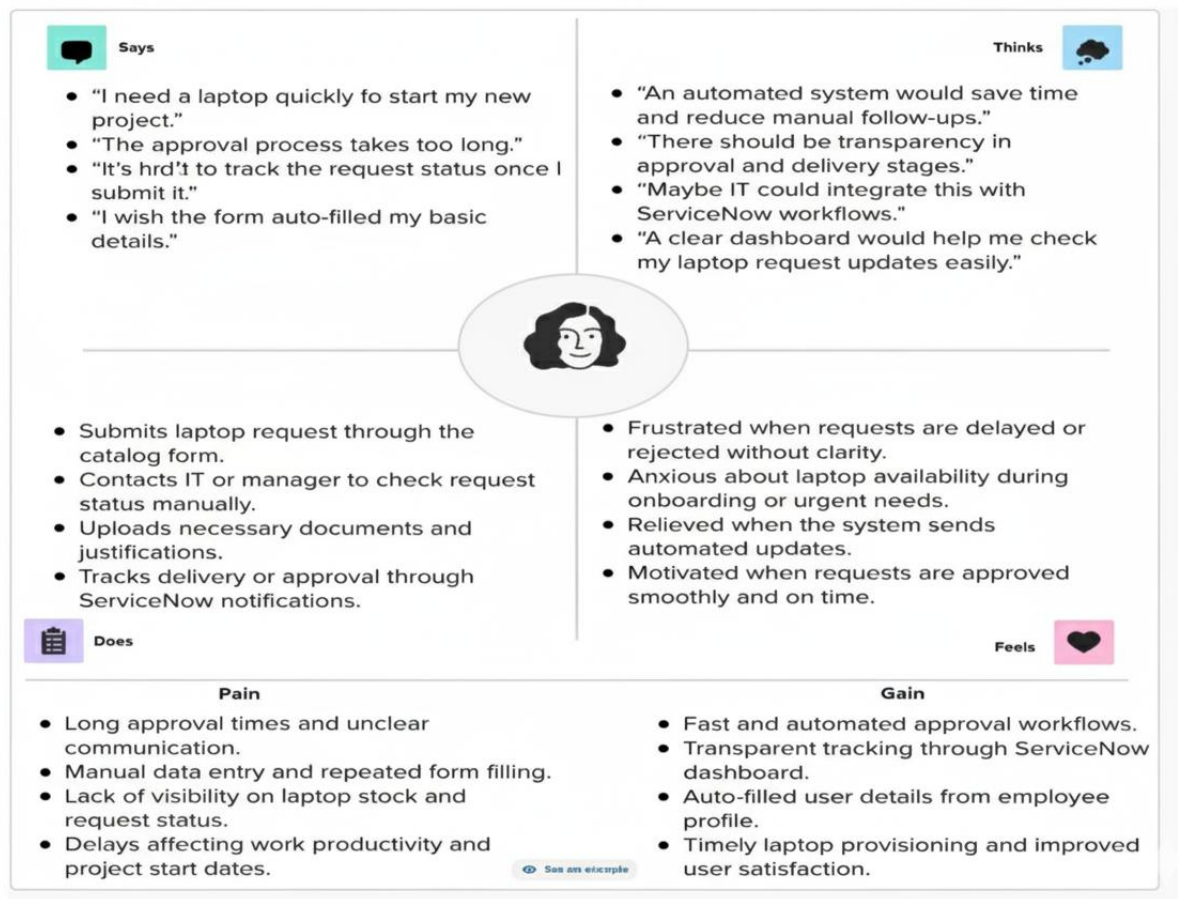 Says
• “I need a laptop quickly fo start my new
project.”
• “The approval process takes too long.”
• “It's hrd't to track the request status once I
submit it.”
• “I wish the form auto-filled my basic
details.”
Thinks
• “An automated system would save time
and reduce manual follow-ups.”
• “There should be transparency in
approval and delivery stages.”
• “Maybe IT could integrate this with
ServiceNow workflows.”
• “A clear dashboard would help me check
my laptop request updates easily.”
• Submits laptop request through the
catalog form.
• Contacts IT or manager to check request
status manually.
• Uploads necessary documents and
justifications.
• Tracks delivery or approval through
ServiceNow notifications.
Does
• Frustrated when requests are delayed or
rejected without clarity.
• Anxious about laptop availability during
onboarding or urgent needs.
• Relieved when the system sends
automated updates.
• Motivated when requests are approved
smoothly and on time.
Feels
Pain
• Long approval times and unclear
communication.
• Manual data entry and repeated form filling.
• Lack of visibility on laptop stock and
request status.
• Delays affecting work productivity and
project start dates.
Gain
• Fast and automated approval workflows.
• Transparent tracking through ServiceNow
dashboard.
• Auto-filled user details from employee
profile.
• Timely laptop provisioning and improved
user satisfaction.
an